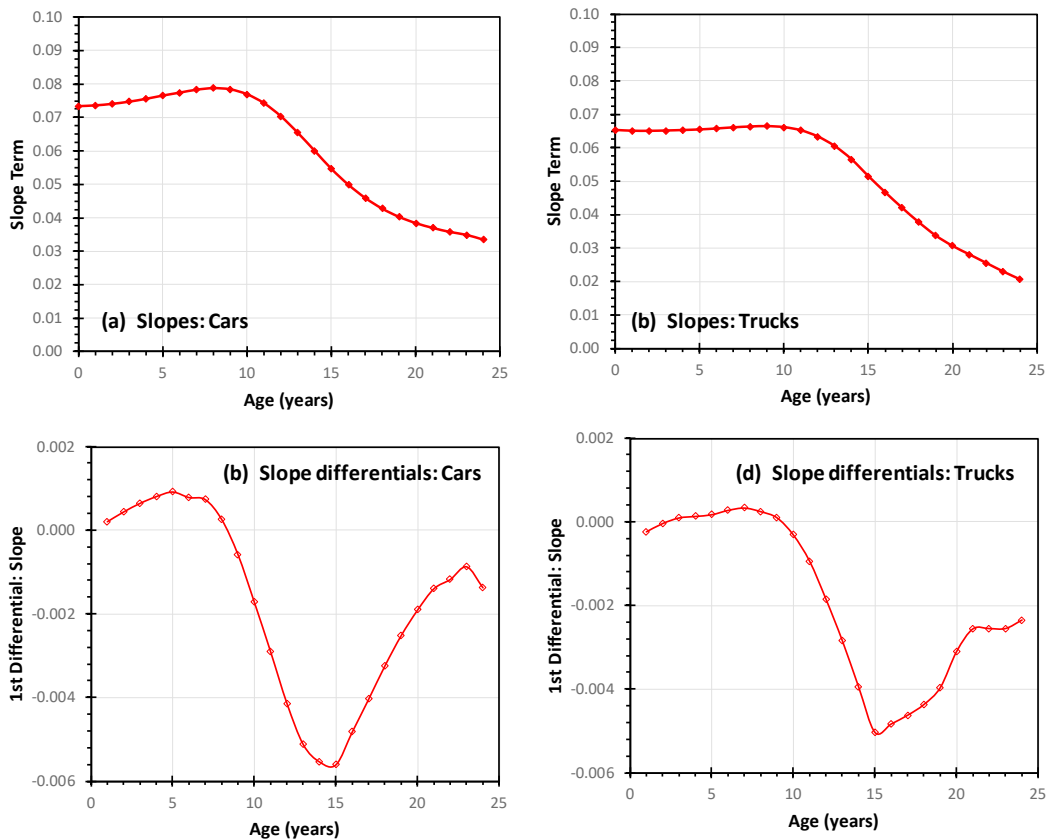 0.10
0.09
0.08
0.07
0.06
0.05
0.04
0.03
0.02
0.01
0.00
Slope Term
(a) Slopes: Cars
0 5 10 15 20 25
Age (years)
0.10
0.09
0.08
0.07
0.06
0.05
0.04
0.03
0.02
0.01
0.00
Slope Term
(b) Slopes: Trucks
0 5 10 15 20 25
Age (years)
0.002
0.000
-0.002
-0.004
-0.006
1st Differential: Slope
(b) Slope differentials: Cars
0 5 10 15 20 25
Age (years)
0.002
0.000
-0.002
-0.004
-0.006
1st Differential: Slope
(d) Slope differentials: Trucks
0 5 10 15 20 25
Age (years)